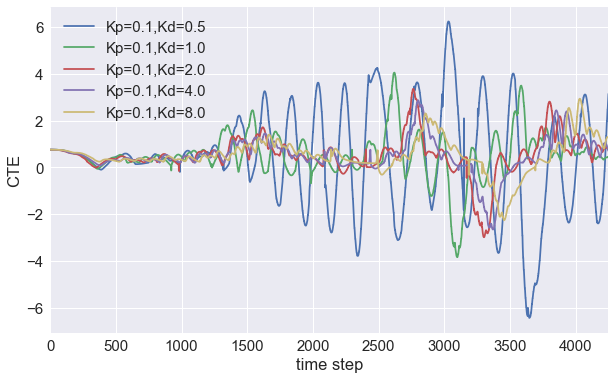 6
4
2
0
−2
−4
−6
CTE
Kp=0.1,Kd=0.5
Kp=0.1,Kd=1.0
Kp=0.1,Kd=2.0
Kp=0.1,Kd=4.0
Kp=0.1,Kd=8.0
0 500 1000 1500 2000 2500 3000 3500 4000
time step